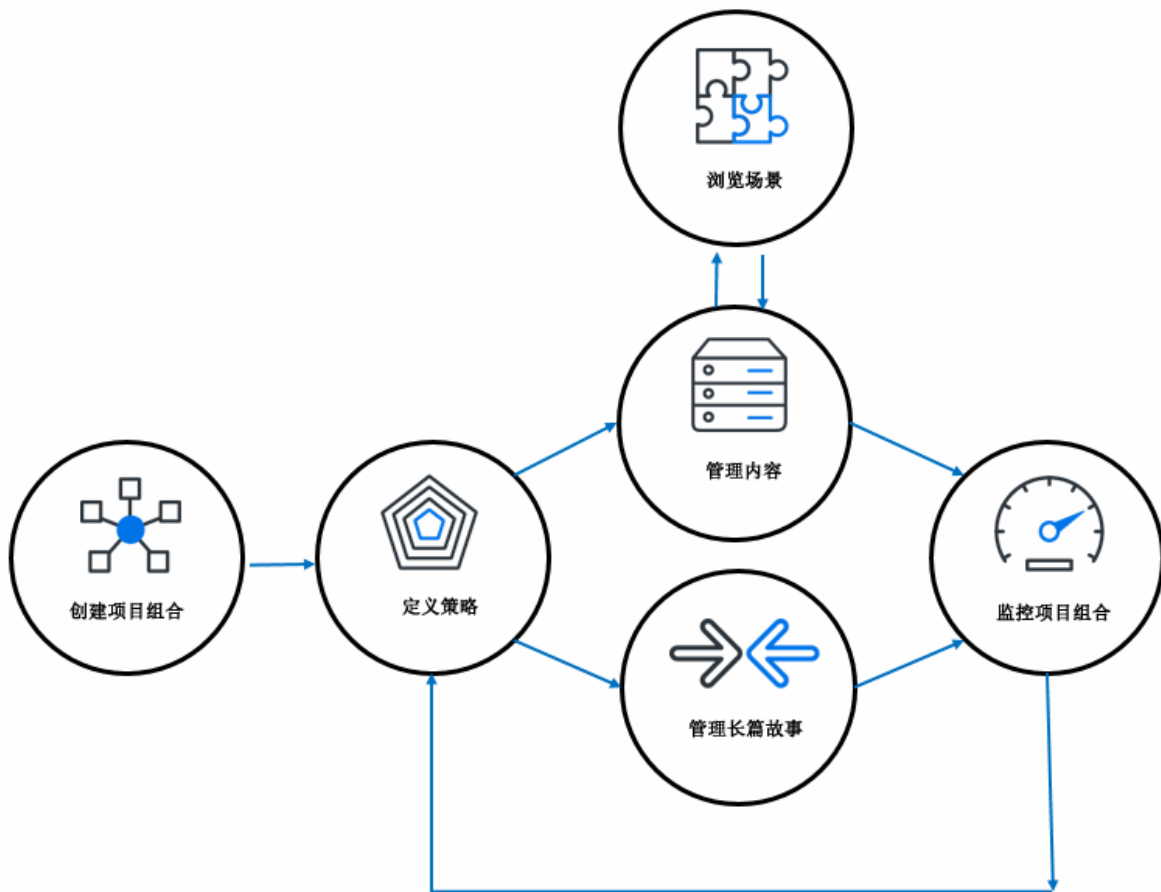 浏览场景
管理内容
创建项目组合
定义策略
监控项目组合
管理长篇故事